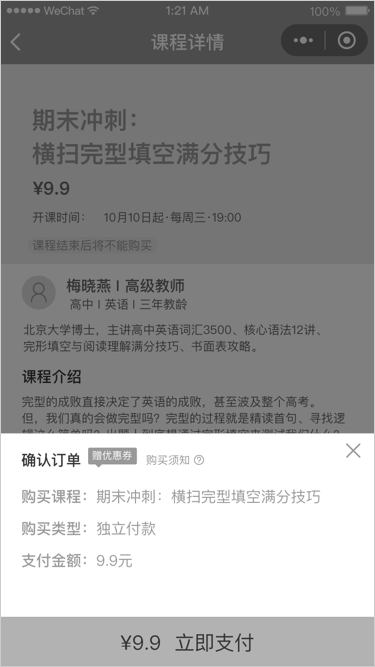 WeChat 1:21 AM 100%
课程详情
期末冲刺：
横扫完型填空满分技巧
¥9.9
开课时间： 10月10日起·每周三·19:00
课程结束后将不能购买
梅晓燕 | 高级教师
高中 | 英语 | 三年教龄
北京大学博士，主讲高中英语词汇3500、核心语法12讲、
完形填空与阅读理解满分技巧、书面表攻略。
课程介绍
完型的成败直接决定了英语的成败，甚至波及整个高考。
但，我们真的会做完型吗？完型的过程就是精读首句、寻找逻
确认订单 赠优惠券 购买须知
购买课程：期末冲刺：横扫完型填空满分技巧
购买类型：独立付款
支付金额：9.9元
¥9.9 立即支付